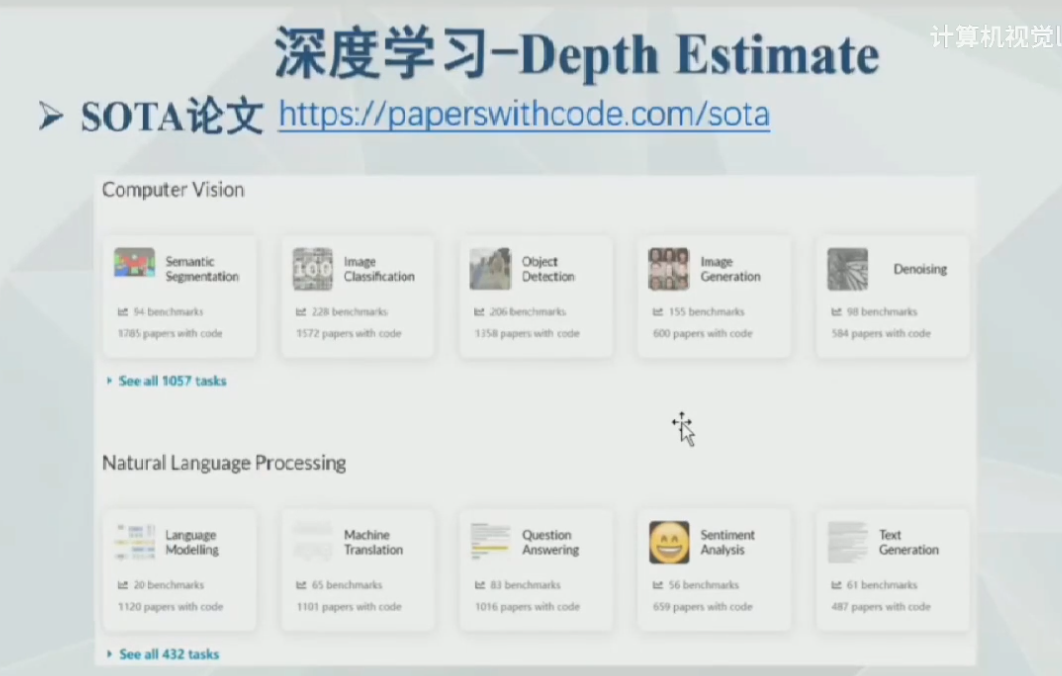 深度学习-Depth Estimate
计算机视觉
SOTA论文 https://paperswithcode.com/sota
Computer Vision
Semantic
Segmentation
94 benchmarks
1785 papers with code
Image
Classification
228 benchmarks
1572 papers with code
Object
Detection
206 benchmarks
1358 papers with code
Image
Generation
155 benchmarks
600 papers with code
Denoising
98 benchmarks
584 papers with code
See all 1057 tasks
Natural Language Processing
Language
Modelling
20 benchmarks
1120 papers with code
Machine
Translation
65 benchmarks
1101 papers with code
Question
Answering
83 benchmarks
1016 papers with code
Sentiment
Analysis
56 benchmarks
659 papers with code
Text
Generation
61 benchmarks
487 papers with code
See all 432 tasks